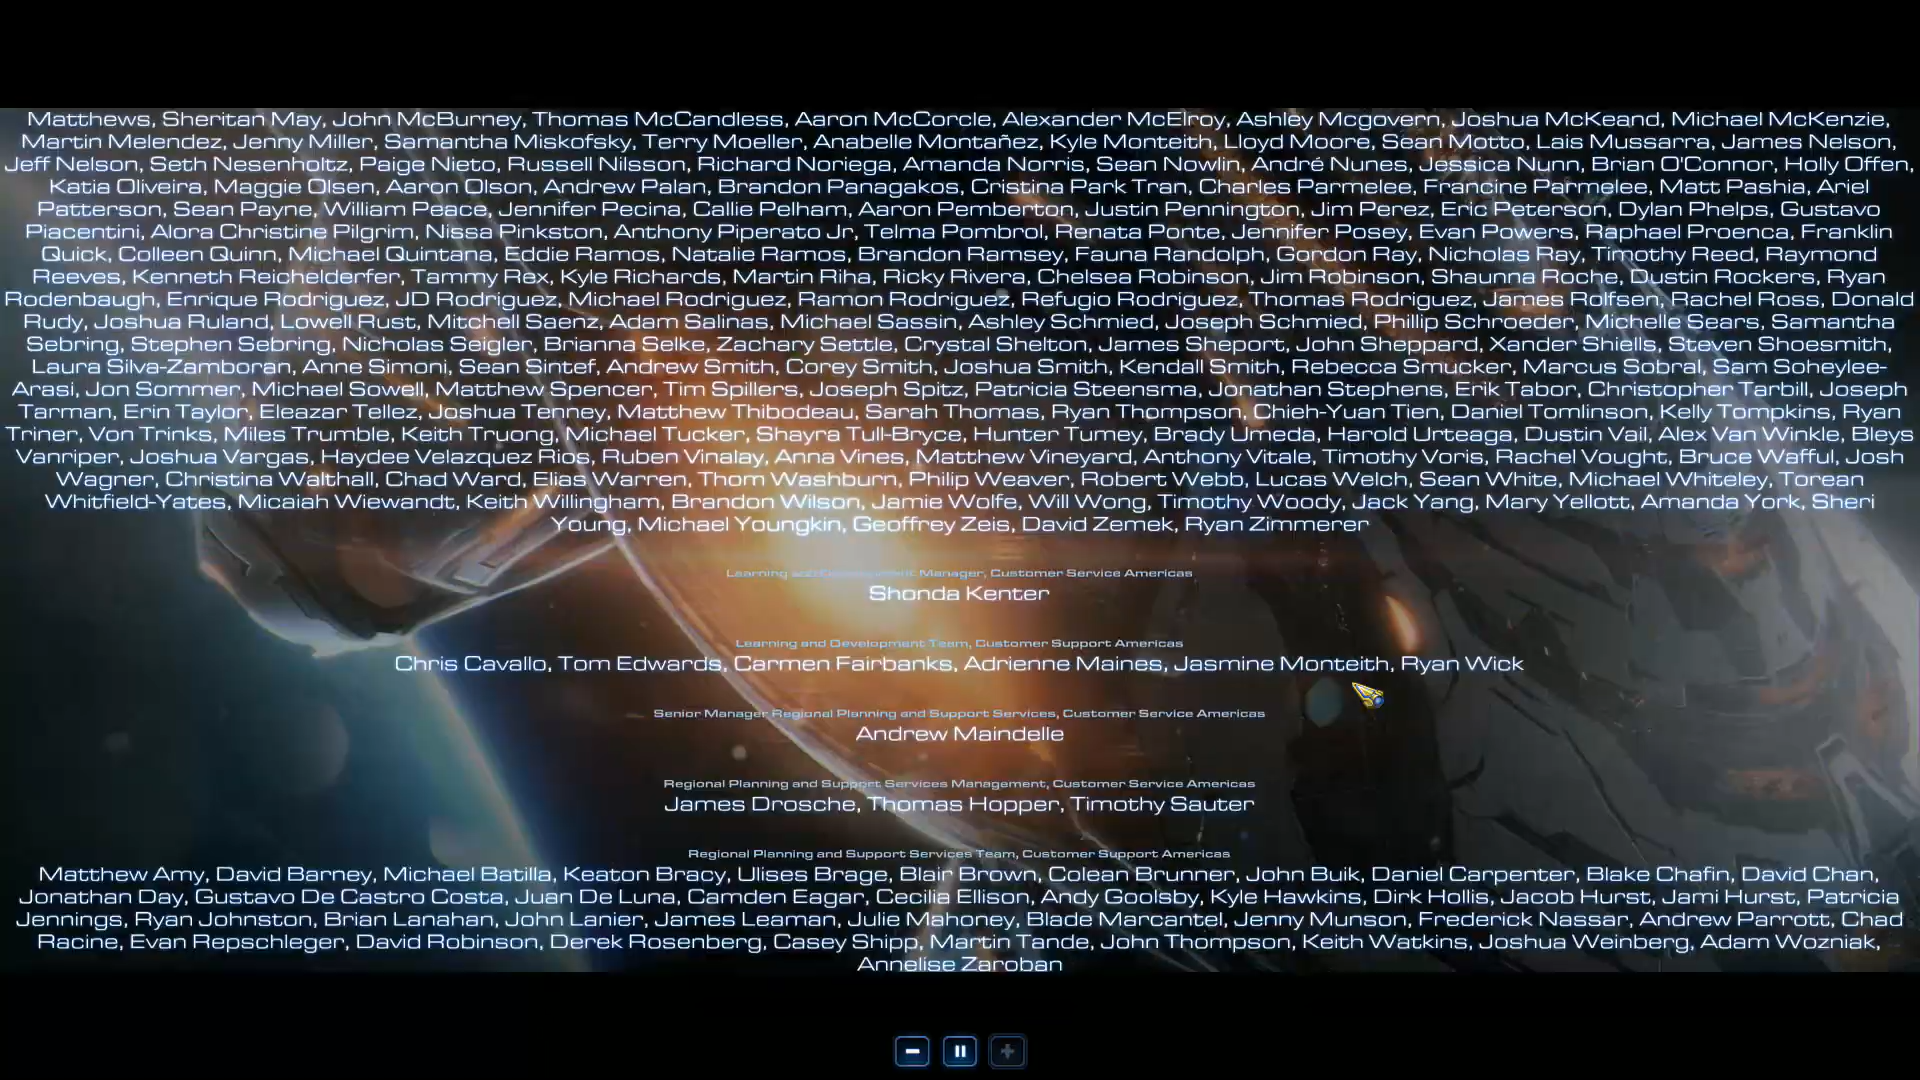 Matthews, Sheritan May, John McBurney, Thomas McCandless, Aaron McCorcle, Alexander McElroy, Ashley Mcgovern, Joshua McKeand, Michael McKenzie,
Martin Melendez, Jenny Miller, Samantha Miskofsky, Terry Moeller, Anabelle Montañez, Kyle Monteith, Lloyd Moore, Sean Motto, Lais Mussarra, James Nelson,
Jeff Nelson, Seth Nesenholtz, Paige Nieto, Russell Nilsson, Richard Noriega, Amanda Norris, Sean Nowlin, André Nunes, Jessica Nunn, Brian O'Connor, Holly Offen,
Katia Oliveira, Maggie Olsen, Aaron Olson, Andrew Palan, Brandon Panagakos, Cristina Park Tran, Charles Parmelee, Francine Parmelee, Matt Pashia, Ariel
Patterson, Sean Payne, William Peace, Jennifer Pecina, Callie Pelham, Aaron Pemberton, Justin Pennington, Jim Perez, Eric Peterson, Dylan Phelps, Gustavo
Piacentini, Alora Christine Pilgrim, Nissa Pinkston, Anthony Piperato Jr, Telma Pombrol, Renata Ponte, Jennifer Posey, Evan Powers, Raphael Proenca, Franklin
Quick, Colleen Quinn, Michael Quintana, Eddie Ramos, Natalie Ramos, Brandon Ramsey, Fauna Randolph, Gordon Ray, Nicholas Ray, Timothy Reed, Raymond
Reeves, Kenneth Reichelderfer, Tammy Rex, Kyle Richards, Martin Riha, Ricky Rivera, Chelsea Robinson, Jim Robinson, Shaunna Roche, Dustin Rockers, Ryan
Rodenbaugh, Enrique Rodriguez, JD Rodriguez, Michael Rodriguez, Ramon Rodriguez, Refugio Rodriguez, Thomas Rodriguez, James Rolfsen, Rachel Ross, Donald
Rudy, Joshua Ruland, Lowell Rust, Mitchell Saenz, Adam Salinas, Michael Sassin, Ashley Schmied, Joseph Schmied, Phillip Schroeder, Michelle Sears, Samantha
Sebring, Stephen Sebring, Nicholas Seigler, Brianna Selke, Zachary Settle, Crystal Shelton, James Sheport, John Sheppard, Xander Shiells, Steven Shoesmith,
Laura Silva-Zamboran, Anne Simoni, Sean Sintef, Andrew Smith, Corey Smith, Joshua Smith, Kendall Smith, Rebecca Smucker, Marcus Sobral, Sam Soheylee-
Arasi, Jon Sommer, Michael Sowell, Matthew Spencer, Tim Spillers, Joseph Spitz, Patricia Steensma, Jonathan Stephens, Erik Tabor, Christopher Tarbill, Joseph
Tarman, Erin Taylor, Eleazar Tellez, Joshua Tenney, Matthew Thibodeau, Sarah Thomas, Ryan Thompson, Chieh-Yuan Tien, Daniel Tomlinson, Kelly Tompkins, Ryan
Triner, Von Trinks, Miles Trumble, Keith Truong, Michael Tucker, Shayra Tull-Bryce, Hunter Tumey, Brady Umeda, Harold Urteaga, Dustin Vail, Alex Van Winkle, Bleys
Vanriper, Joshua Vargas, Haydee Velazquez Rios, Ruben Vinalay, Anna Vines, Matthew Vineyard, Anthony Vitale, Timothy Voris, Rachel Vought, Bruce Wafful, Josh
Wagner, Christina Walthall, Chad Ward, Elias Warren, Thom Washburn, Philip Weaver, Robert Webb, Lucas Welch, Sean White, Michael Whiteley, Torean
Whitfield-Yates, Micaiah Wiewandt, Keith Willingham, Brandon Wilson, Jamie Wolfe, Will Wong, Timothy Woody, Jack Yang, Mary Yellott, Amanda York, Sheri
Young, Michael Youngkin, Geoffrey Zeis, David Zemek, Ryan Zimmerer
Learning and Development Manager, Customer Service Americas
Shonda Kenter
Learning and Development Team, Customer Support Americas
Chris Cavallo, Tom Edwards, Carmen Fairbanks, Adrienne Maines, Jasmine Monteith, Ryan Wick
Senior Manager Regional Planning and Support Services, Customer Service Americas
Andrew Maindelle
Regional Planning and Support Services Management, Customer Service Americas
James Drosche, Thomas Hopper, Timothy Sauter
Regional Planning and Support Services Team, Customer Support Americas
Matthew Amy, David Barney, Michael Batilla, Keaton Bracy, Ulises Brage, Blair Brown, Colean Brunner, John Buik, Daniel Carpenter, Blake Chafin, David Chan,
Jonathan Day, Gustavo De Castro Costa, Juan De Luna, Camden Eagar, Cecilia Ellison, Andy Goolsby, Kyle Hawkins, Dirk Hollis, Jacob Hurst, Jami Hurst, Patricia
Jennings, Ryan Johnston, Brian Lanahan, John Lanier, James Leaman, Julie Mahoney, Blade Marcantel, Jenny Munson, Frederick Nassar, Andrew Parrott, Chad
Racine, Evan Repschleger, David Robinson, Derek Rosenberg, Casey Shipp, Martin Tande, John Thompson, Keith Watkins, Joshua Weinberg, Adam Wozniak,
Annelise Zaroban